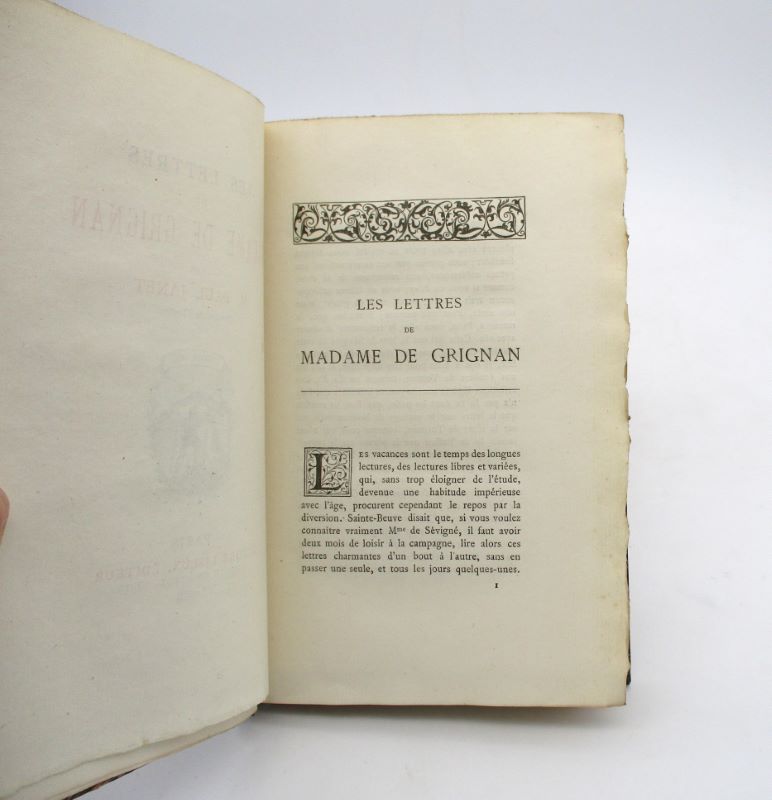 LES LETTRES
DE
MADAME DE GRIGNAN
LES vacances sont le temps des longues
lectures, des lectures libres et variées,
qui, sans trop éloigner de l'étude,
devenue une habitude impérieuse
avec l'âge, procurent cependant le repos par la
diversion. Sainte-Beuve disait que, si vous voulez
connaître vraiment Mme de Sévigné, il faut avoir
deux mois de loisir à la campagne, lire alors ces
lettres charmantes d'un bout à l'autre, sans en
passer une seule, et tous les jours quelques-unes.
1